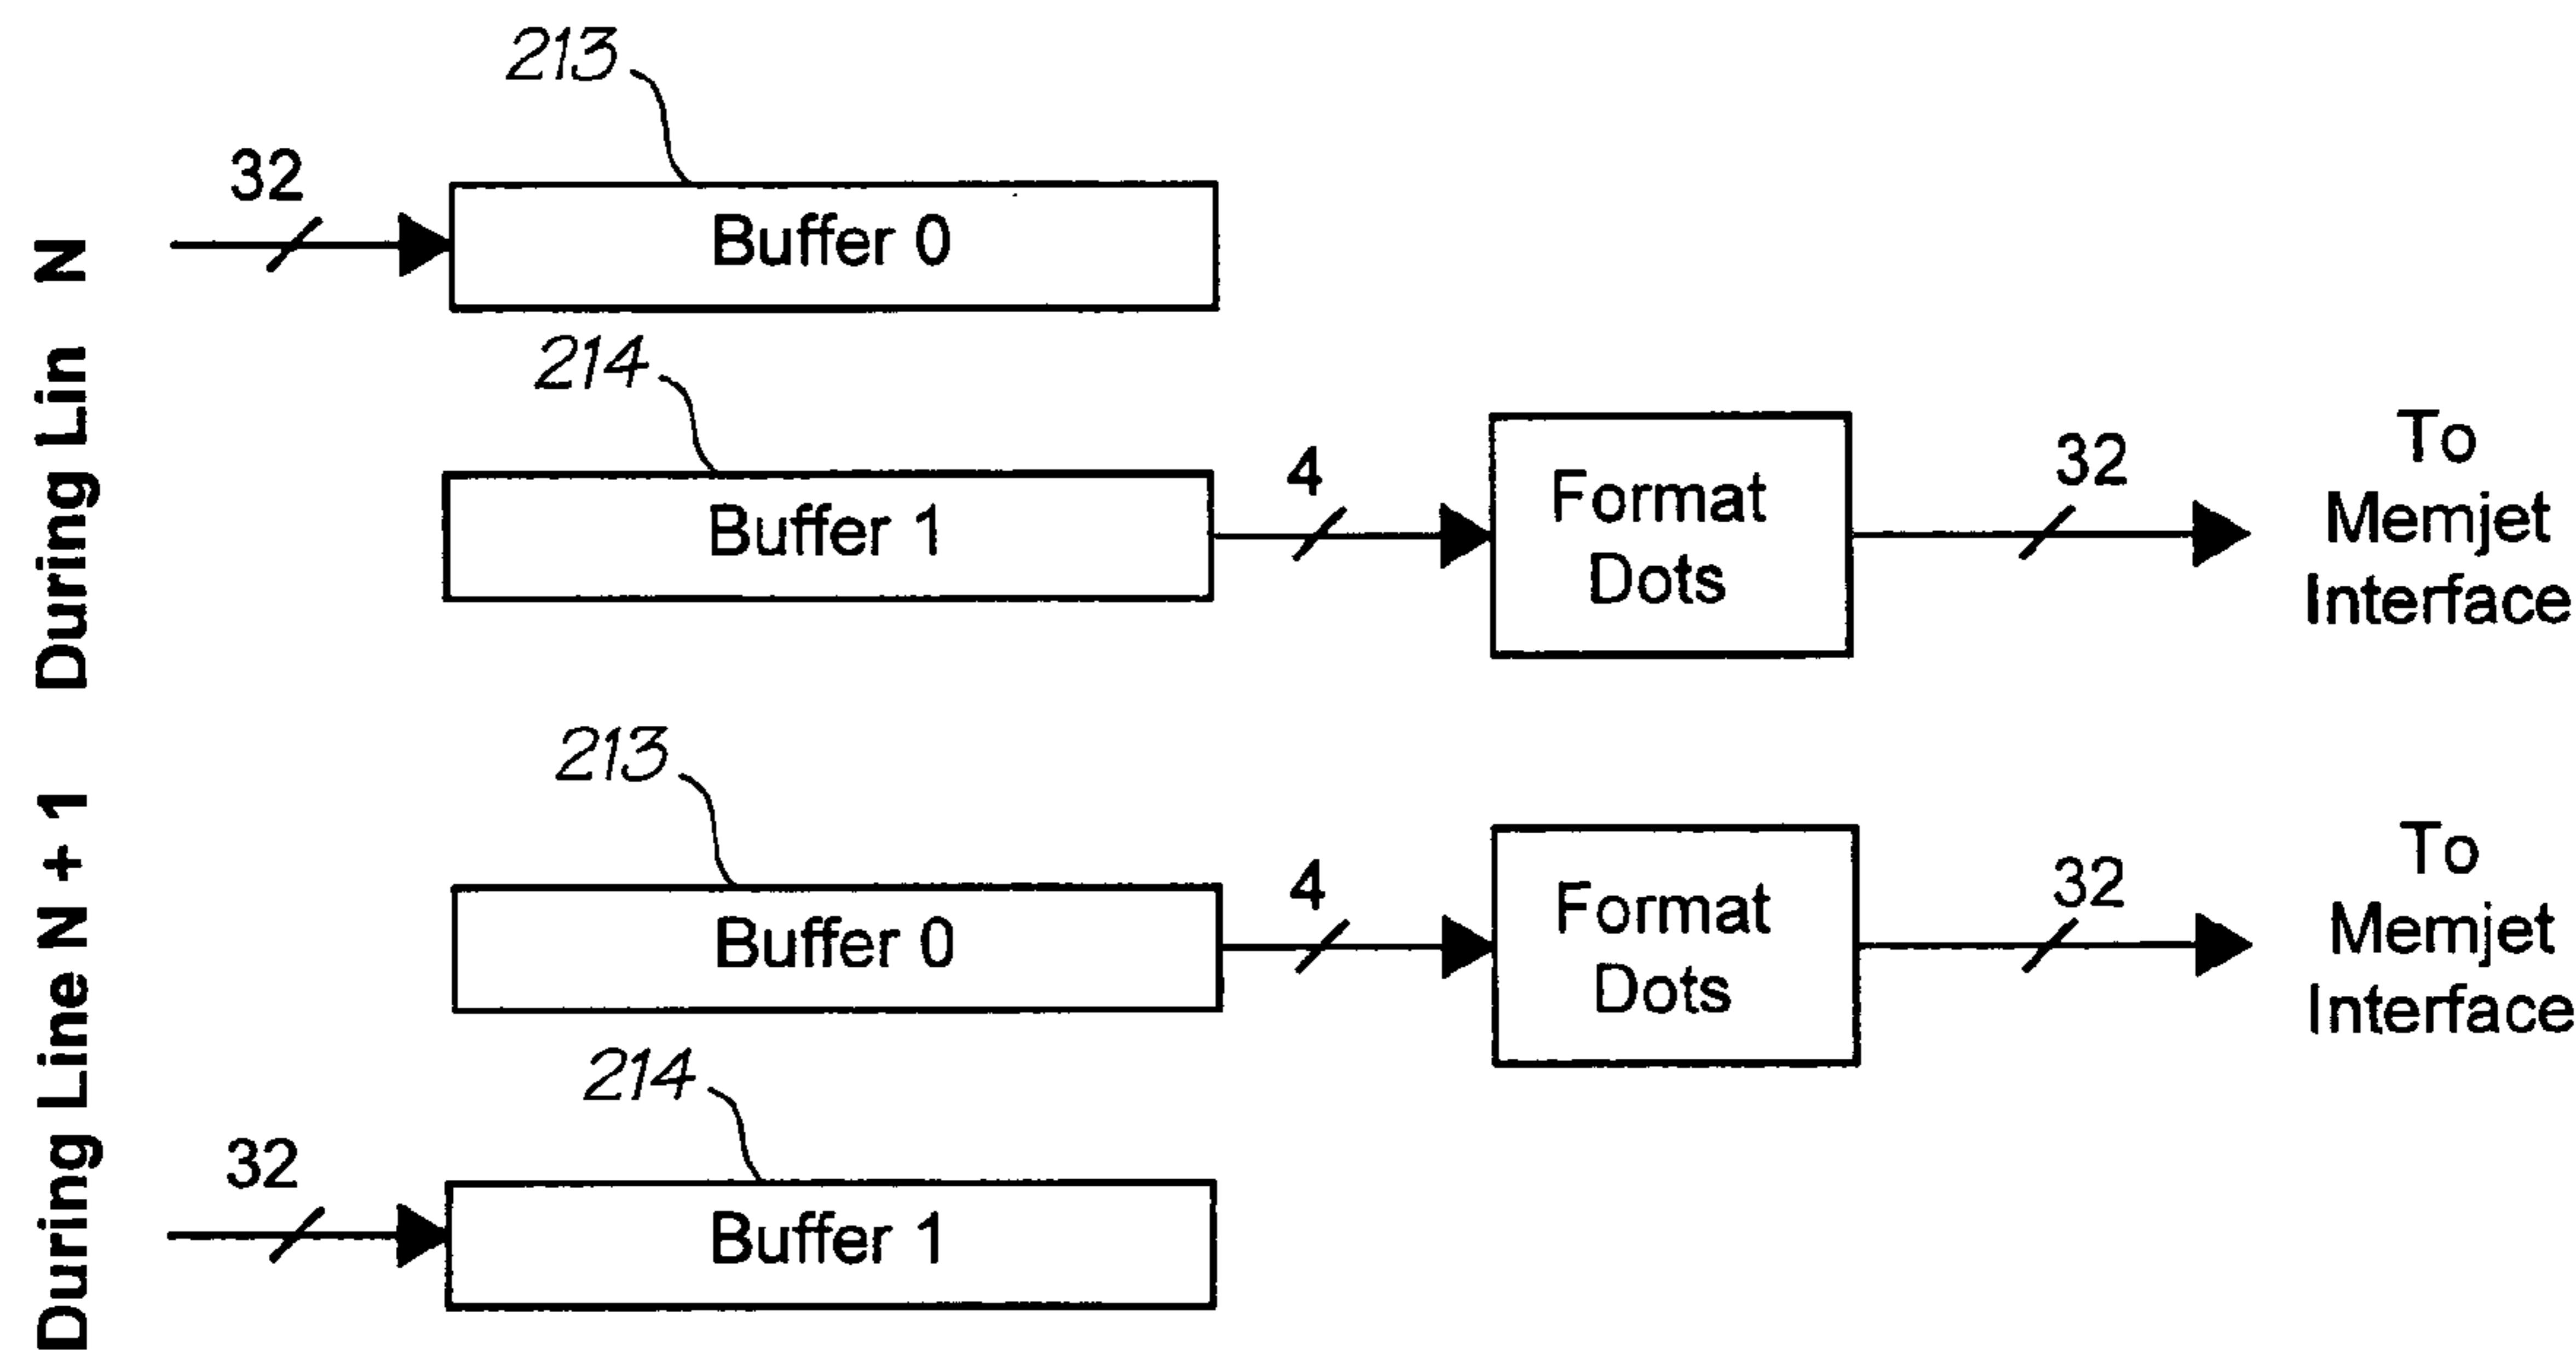 During Lin N
213
32
Buffer 0
214
Buffer 1
4
Format
Dots
32
To
Memjet
Interface
During Line N + 1
213
Buffer 0
4
Format
Dots
32
To
Memjet
Interface
214
32
Buffer 1